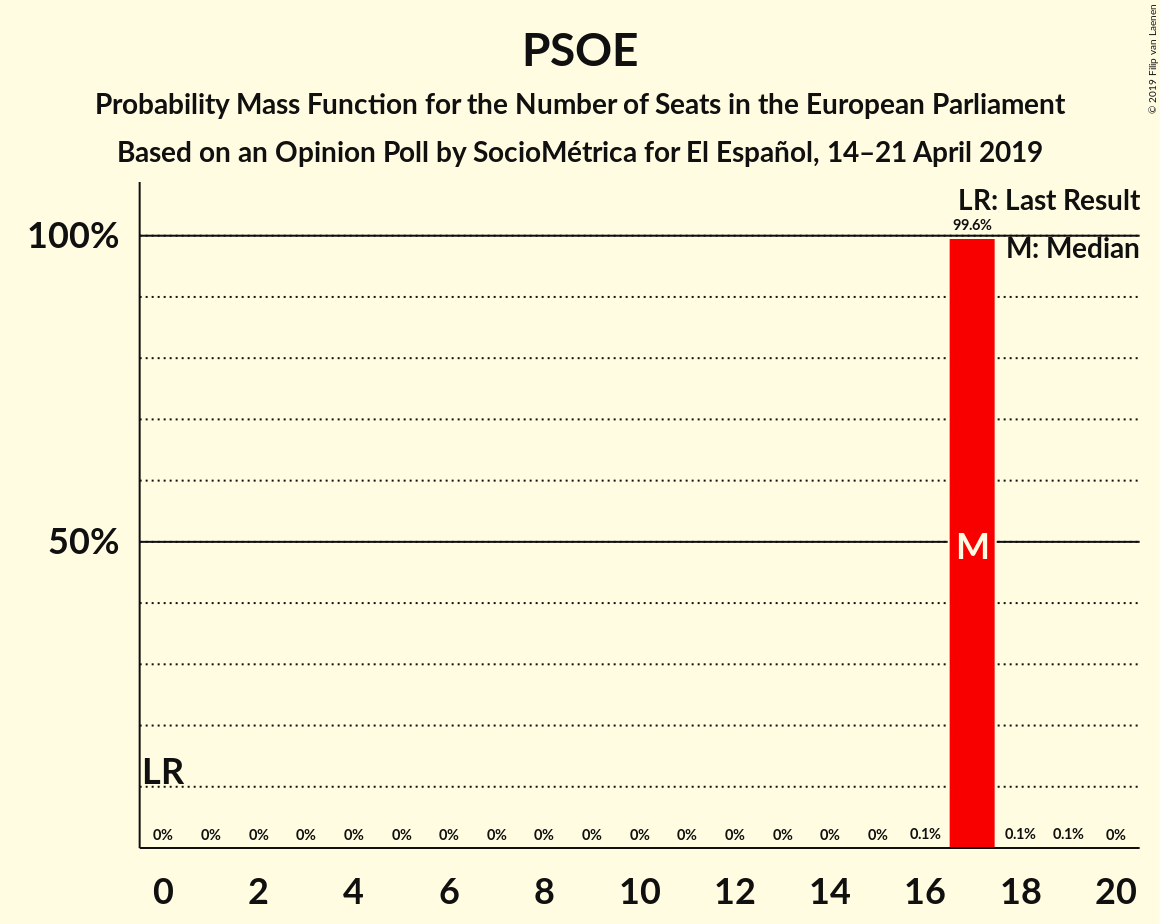 PSOE
Probability Mass Function for the Number of Seats in the European Parliament
Based on an Opinion Poll by SocioMétrica for El Español, 14–21 April 2019
© 2019 Filip van Laenen
LR: Last Result
99.6%
100%
M: Median
50%
M
LR
0% 0% 0% 0% 0% 0% 0% 0% 0% 0% 0% 0% 0% 0% 0% 0% 0.1% 0.1% 0.1% 0%
0 2 4 6 8 10 12 14 16 18 20